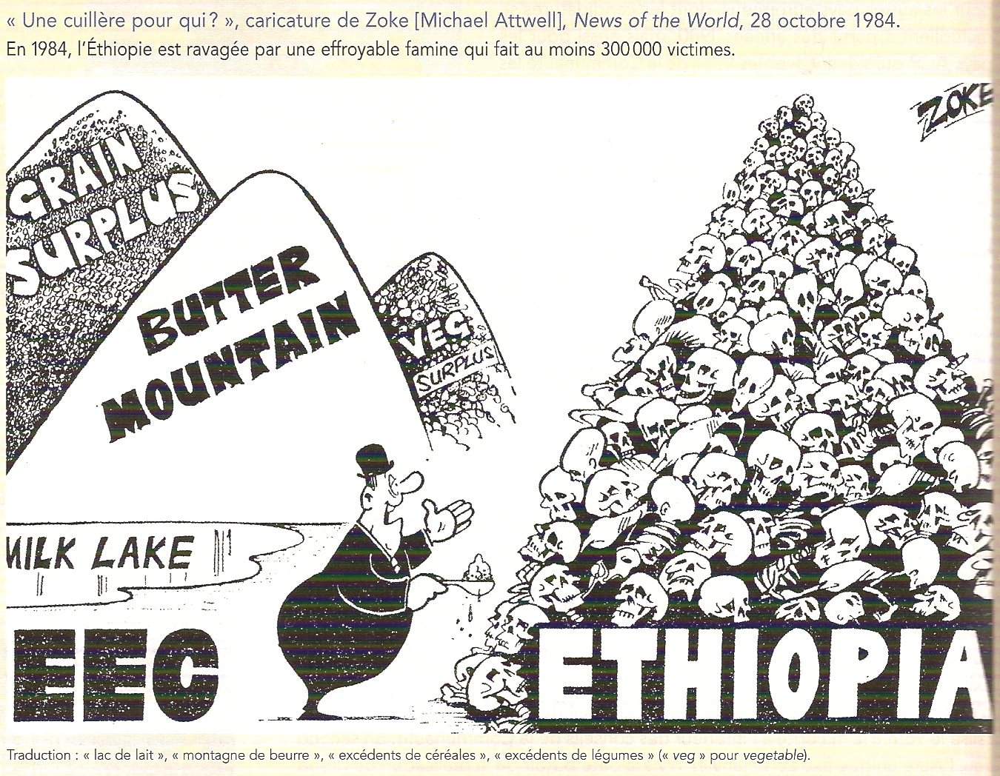 « Une cuillère pour qui ? », caricature de Zoke [Michael Attwell], News of the World, 28 octobre 1984.
En 1984, l'Éthiopie est ravagée par une effroyable famine qui fait au moins 300 000 victimes.
ZOKE
GRAIN
SURPLUS
BUTTER
MOUNTAIN
VEG
SURPLUS
MILK LAKE
EEC
ETHIOPIA
Traduction : « lac de lait », « montagne de beurre », « excédents de céréales », « excédents de légumes » (« veg » pour vegetable).